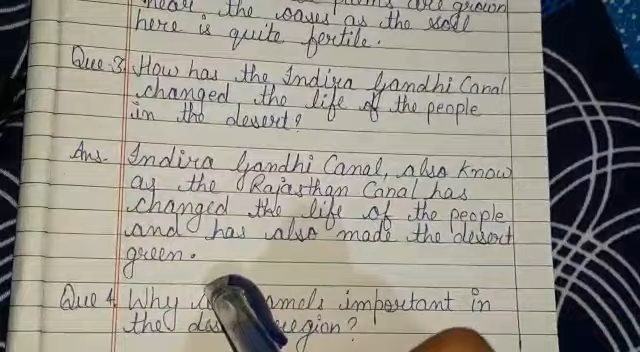 near the oases as the soil
here is quite fertile.
Que 3 How has the Indira Gandhi Canal
changed the life of the people
in the desert?
Ans. Indira Gandhi Canal, also know
as the Rajasthan Canal has
changed the life of the people
and has also made the desert
green.
Que 4 Why important in
the region?